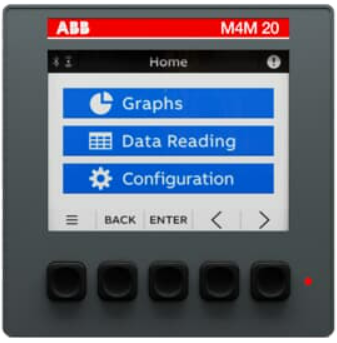 ABB M4M 20
Home
Graphs
Data Reading
Configuration
BACK ENTER